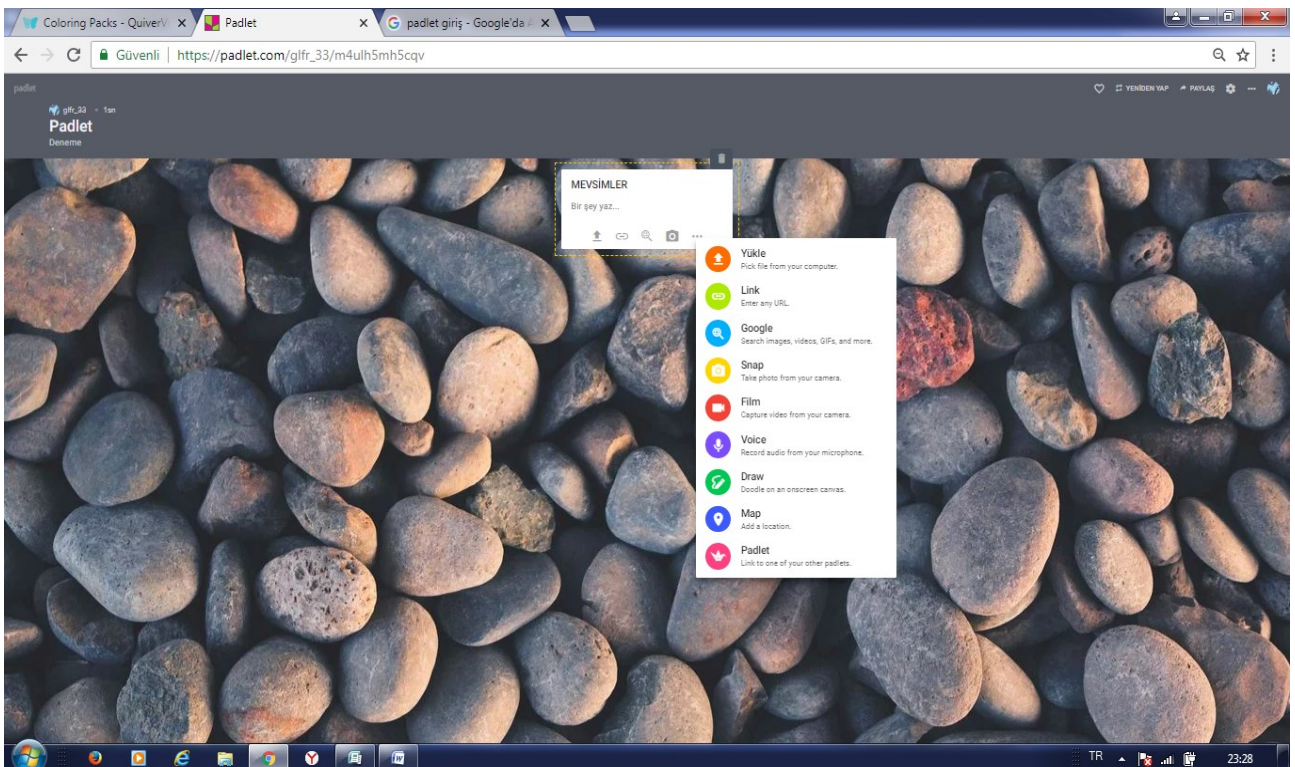 Coloring Packs - QuiverV
Padlet
padlet giriş - Google'da A
Güvenli | https://padlet.com/glfr_33/m4ulh5mh5cqv
padlet
YENİDEN YAP
PAYLAŞ
glfr_33 • 1sn
Padlet
Deneme
MEVSİMLER
Bir şey yaz...
Yükle
Pick file from your computer.
Link
Enter any URL.
Google
Search images, videos, GIFs, and more.
Snap
Take photo from your camera.
Film
Capture video from your camera.
Voice
Record audio from your microphone.
Draw
Doodle on an onscreen canvas.
Map
Add a location.
Padlet
Link to one of your other padlets.
TR
23:28